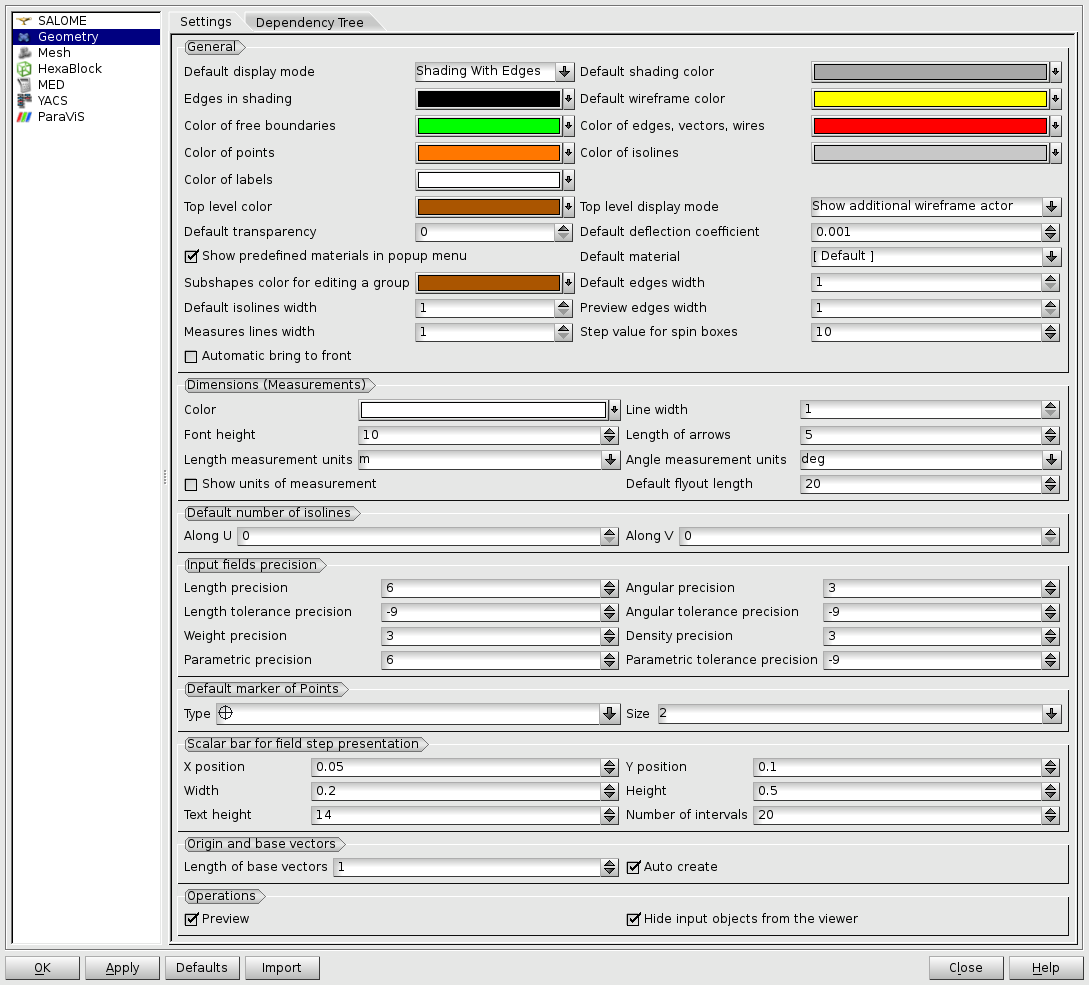 SALOME
Geometry
Mesh
HexaBlock
MED
YACS
ParaViS
Settings Dependency Tree
General
Default display mode Shading With Edges Default shading color
Edges in shading Default wireframe color
Color of free boundaries Color of edges, vectors, wires
Color of points Color of isolines
Color of labels
Top level color Top level display mode Show additional wireframe actor
Default transparency 0 Default deflection coefficient 0.001
Show predefined materials in popup menu Default material [ Default ]
Subshapes color for editing a group Default edges width 1
Default isolines width 1 Preview edges width 1
Measures lines width 1 Step value for spin boxes 10
Automatic bring to front
Dimensions (Measurements)
Color Line width 1
Font height 10 Length of arrows 5
Length measurement units m Angle measurement units deg
Show units of measurement Default flyout length 20
Default number of isolines
Along U 0 Along V 0
Input fields precision
Length precision 6 Angular precision 3
Length tolerance precision -9 Angular tolerance precision -9
Weight precision 3 Density precision 3
Parametric precision 6 Parametric tolerance precision -9
Default marker of Points
Type Size 2
Scalar bar for field step presentation
X position 0.05 Y position 0.1
Width 0.2 Height 0.5
Text height 14 Number of intervals 20
Origin and base vectors
Length of base vectors 1 Auto create
Operations
Preview Hide input objects from the viewer
OK Apply Defaults Import Close Help